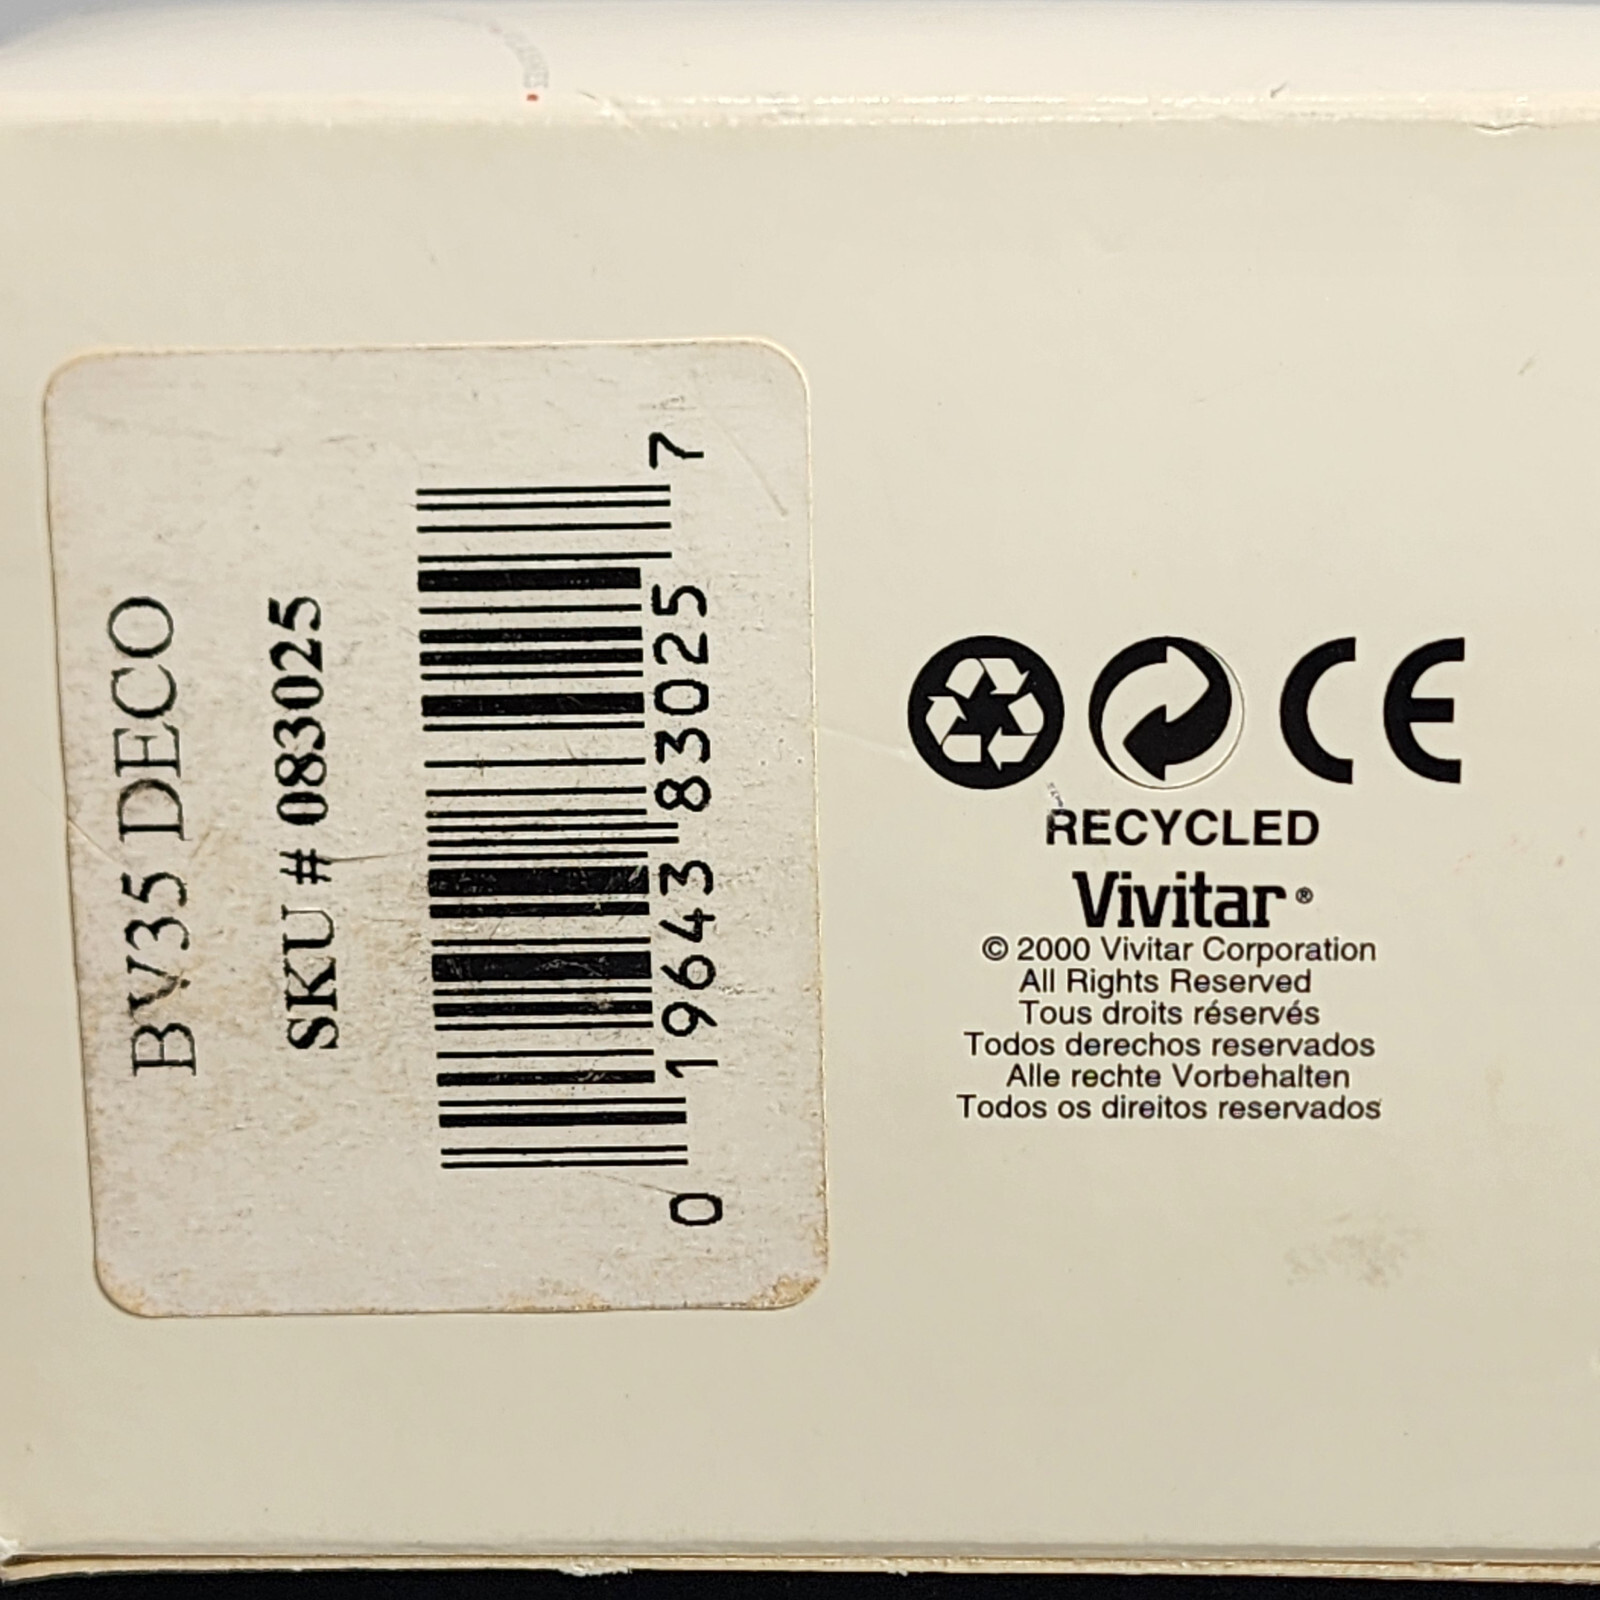 BV35 DECO
SKU # 083025
0 19643 83025 7
CE
RECYCLED
Vivitar®
© 2000 Vivitar Corporation
All Rights Reserved
Tous droits réservés
Todos derechos reservados
Alle rechte Vorbehalten
Todos os direitos reservados